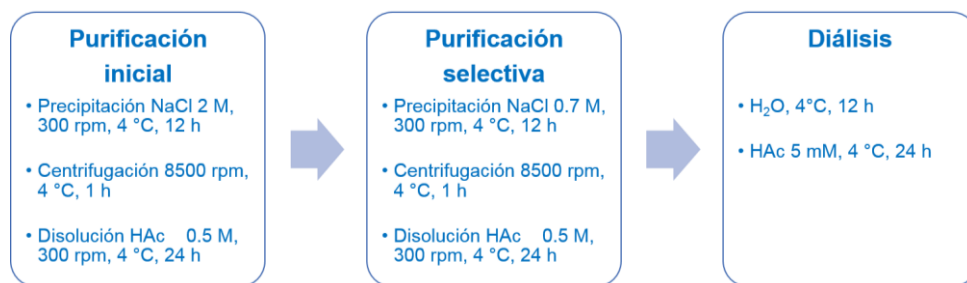 Purificación
inicial
• Precipitación NaCl 2 M,
300 rpm, 4 °C, 12 h
• Centrifugación 8500 rpm,
4 °C, 1 h
• Disolución HAc 0.5 M,
300 rpm, 4 °C, 24 h
Purificación
selectiva
• Precipitación NaCl 0.7 M,
300 rpm, 4 °C, 12 h
• Centrifugación 8500 rpm,
4 °C, 1 h
• Disolución HAc 0.5 M,
300 rpm, 4 °C, 24 h
Diálisis
• H₂O, 4°C, 12 h
• HAc 5 mM, 4 °C, 24 h